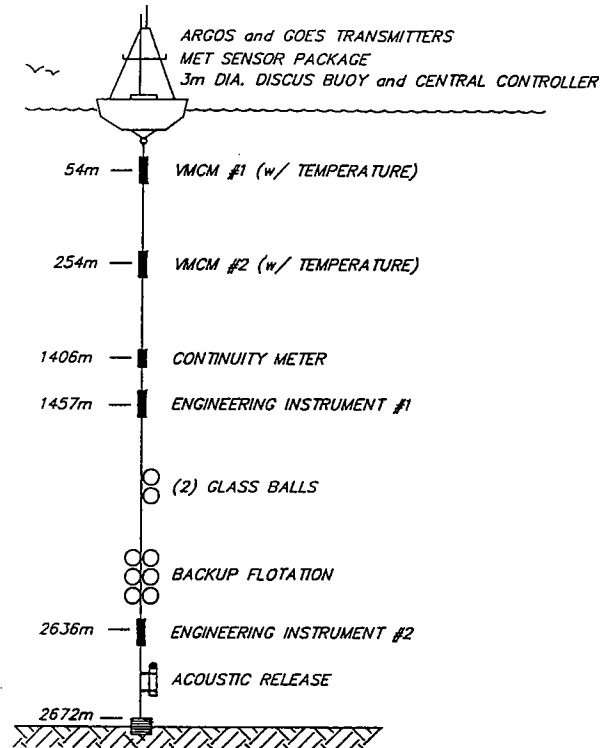 ARGOS and GOES TRANSMITTERS
MET SENSOR PACKAGE
3m DIA. DISCUS BUOY and CENTRAL CONTROLLER
54m — VMCM #1 (w/ TEMPERATURE)
254m — VMCM #2 (w/ TEMPERATURE)
1406m — CONTINUITY METER
1457m — ENGINEERING INSTRUMENT #1
(2) GLASS BALLS
BACKUP FLOTATION
2636m — ENGINEERING INSTRUMENT #2
ACOUSTIC RELEASE
2672m —